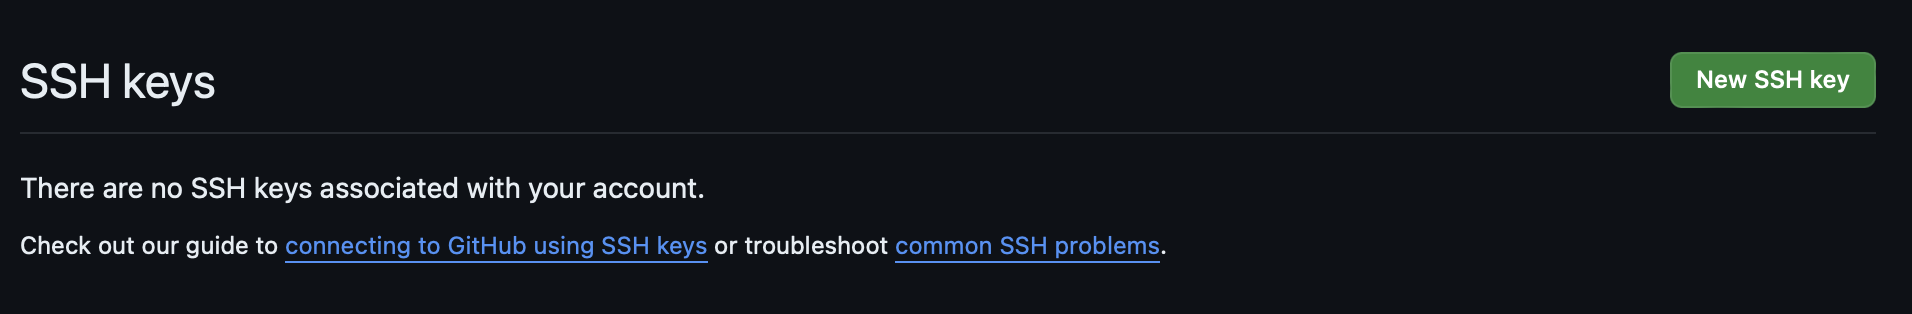 SSH keys
New SSH key
There are no SSH keys associated with your account.
Check out our guide to connecting to GitHub using SSH keys or troubleshoot common SSH problems.